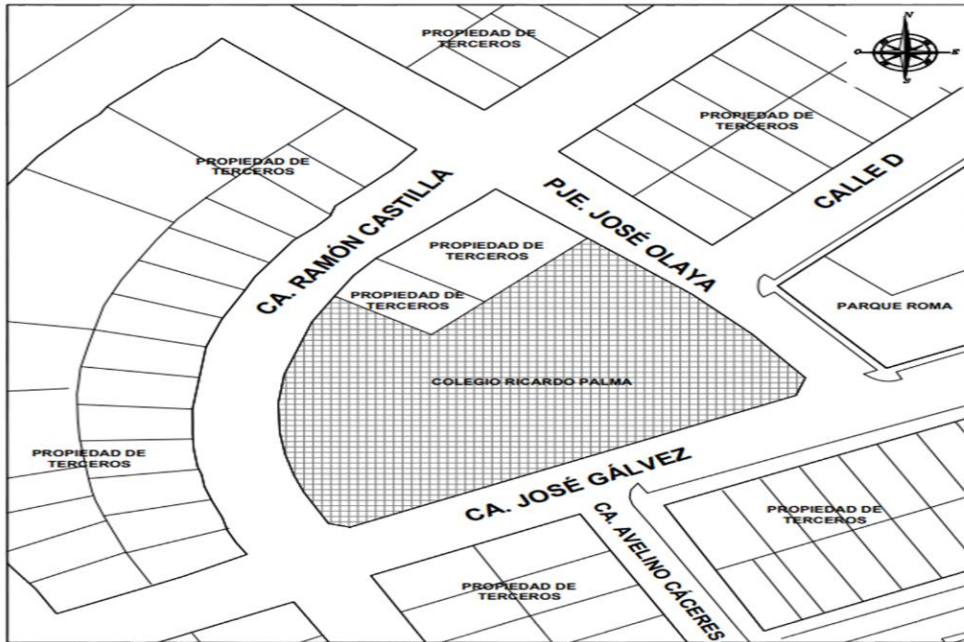 PROPIEDAD DE
TERCEROS
N
O
E
S
PROPIEDAD DE
TERCEROS
PROPIEDAD DE
TERCEROS
CALLE D
CA. RAMÓN CASTILLA
PJE. JOSÉ OLAYA
PROPIEDAD DE
TERCEROS
PROPIEDAD DE
TERCEROS
PARQUE ROMA
COLEGIO RICARDO PALMA
PROPIEDAD DE
TERCEROS
CA. JOSÉ GÁLVEZ
CA. AVELINO CÁCERES
PROPIEDAD DE
TERCEROS
PROPIEDAD DE
TERCEROS